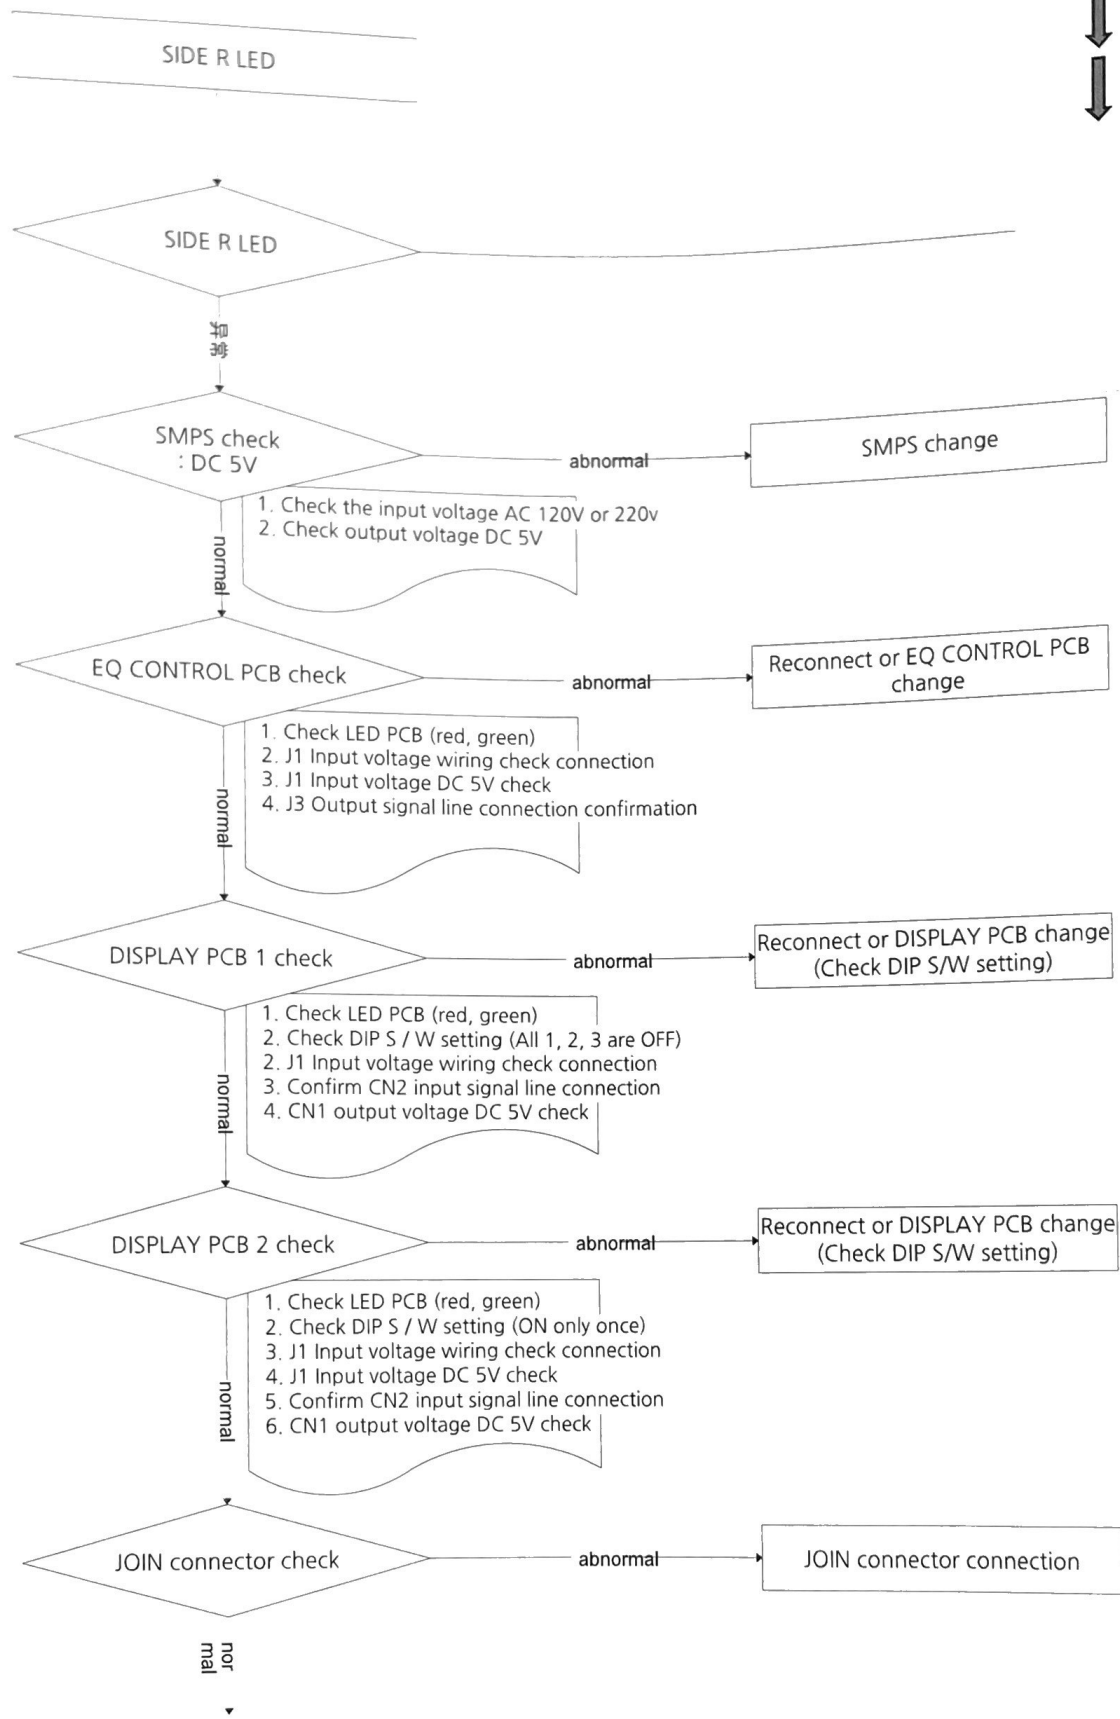 SIDE R LED
SIDE R LED
异常
SMPS check
: DC 5V
abnormal
SMPS change
1. Check the input voltage AC 120V or 220v
2. Check output voltage DC 5V
normal
EQ CONTROL PCB check
abnormal
Reconnect or EQ CONTROL PCB
change
1. Check LED PCB (red, green)
2. J1 Input voltage wiring check connection
3. J1 Input voltage DC 5V check
4. J3 Output signal line connection confirmation
normal
DISPLAY PCB 1 check
abnormal
Reconnect or DISPLAY PCB change
(Check DIP S/W setting)
1. Check LED PCB (red, green)
2. Check DIP S / W setting (All 1, 2, 3 are OFF)
2. J1 Input voltage wiring check connection
3. Confirm CN2 input signal line connection
4. CN1 output voltage DC 5V check
normal
DISPLAY PCB 2 check
abnormal
Reconnect or DISPLAY PCB change
(Check DIP S/W setting)
1. Check LED PCB (red, green)
2. Check DIP S / W setting (ON only once)
3. J1 Input voltage wiring check connection
4. J1 Input voltage DC 5V check
5. Confirm CN2 input signal line connection
6. CN1 output voltage DC 5V check
normal
JOIN connector check
abnormal
JOIN connector connection
nor
mal